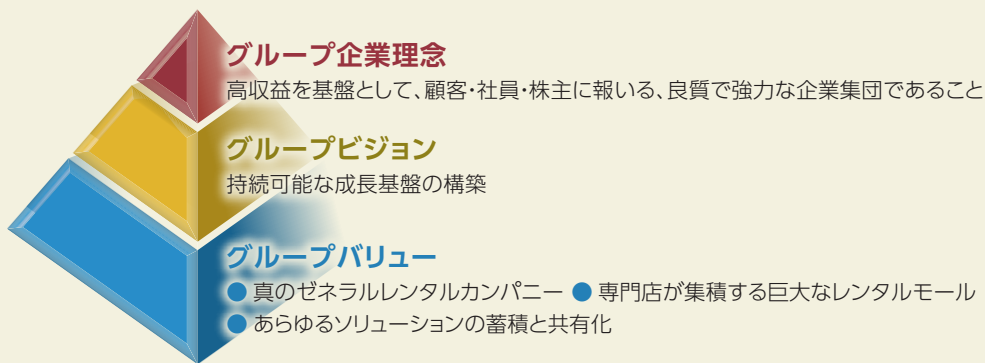 グループ企業理念
高収益を基盤として、顧客・社員・株主に報いる、良質で強力な企業集団であること
グループビジョン
持続可能な成長基盤の構築
グループバリュー
● 真のゼネラルレンタルカンパニー ● 専門店が集積する巨大なレンタルモール
● あらゆるソリューションの蓄積と共有化